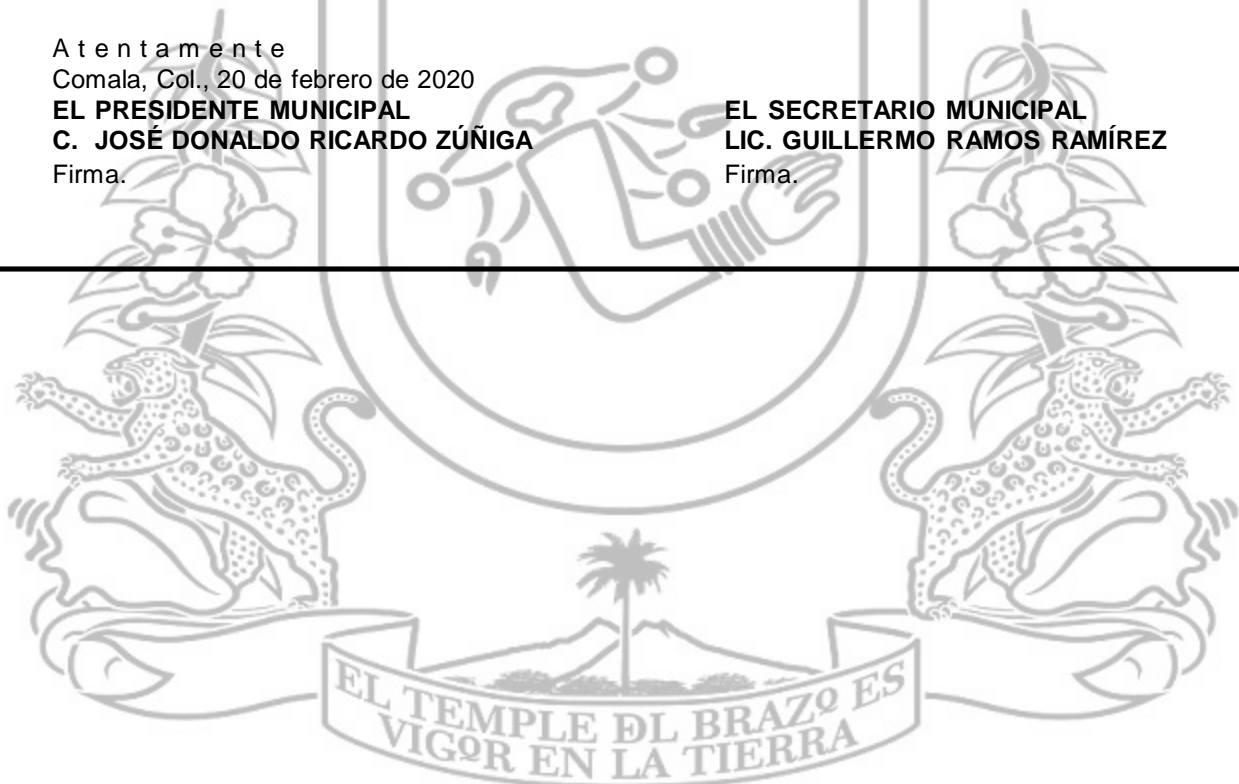 A t e n t a m e n t e
Comala, Col., 20 de febrero de 2020
EL PRESIDENTE MUNICIPAL
C. JOSÉ DONALDO RICARDO ZÚÑIGA
Firma.
EL SECRETARIO MUNICIPAL
LIC. GUILLERMO RAMOS RAMÍREZ
Firma.
EL TEMPLE ĐL BRAZº ES
VIGºR EN LA TIERRA